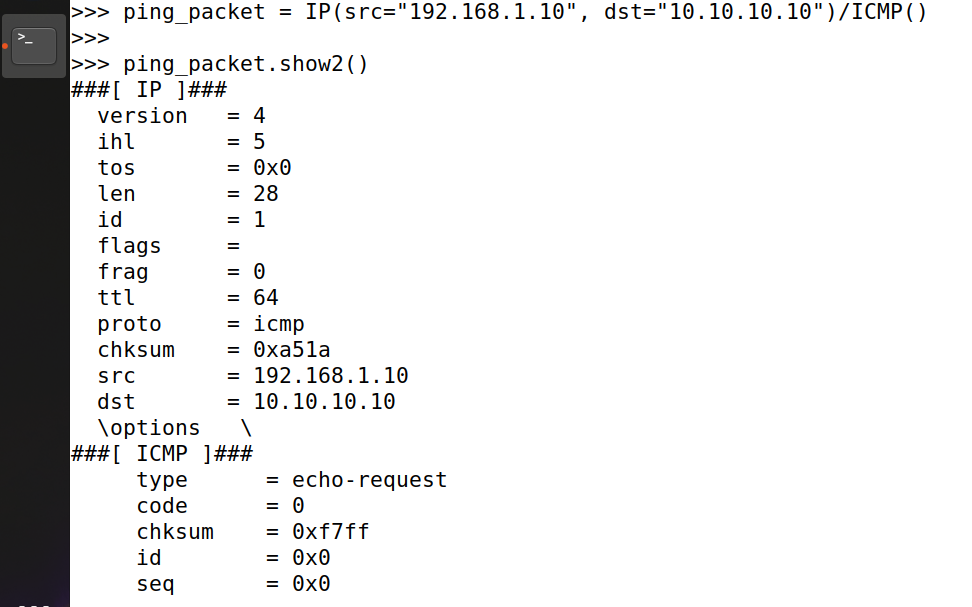 >>> ping_packet = IP(src="192.168.1.10", dst="10.10.10.10")/ICMP()
>>>
>>> ping_packet.show2()
###[ IP ]###
  version   = 4
  ihl       = 5
  tos       = 0x0
  len       = 28
  id        = 1
  flags     =
  frag      = 0
  ttl       = 64
  proto     = icmp
  chksum    = 0xa51a
  src       = 192.168.1.10
  dst       = 10.10.10.10
  \options   \
###[ ICMP ]###
     type      = echo-request
     code      = 0
     chksum    = 0xf7ff
     id        = 0x0
     seq       = 0x0